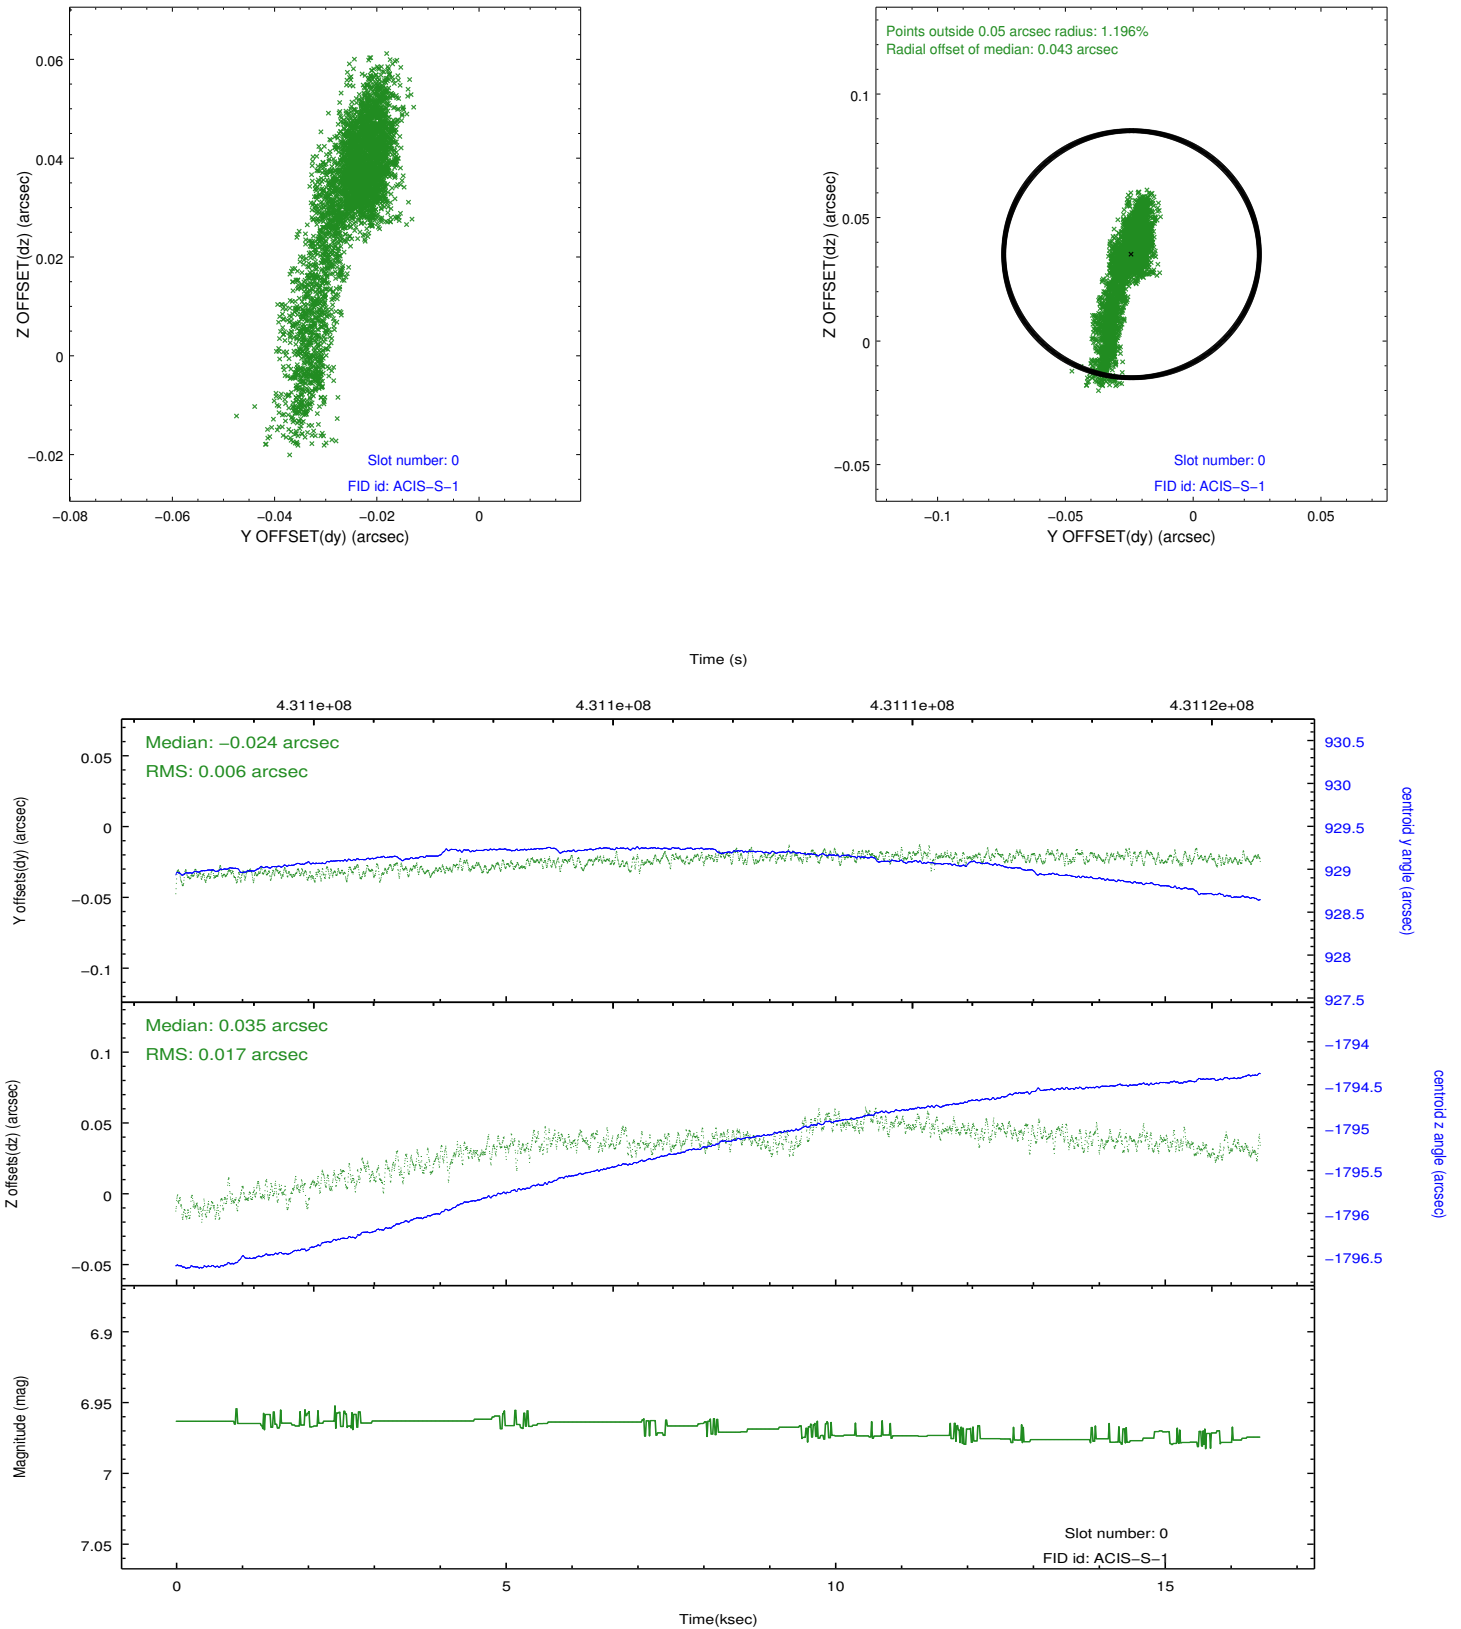 0.06
0.04
0.02
0
−0.02
Z OFFSET(dz) (arcsec)
Slot number: 0
FID id: ACIS−S−1
−0.08 −0.06 −0.04 −0.02 0
Y OFFSET(dy) (arcsec)
Points outside 0.05 arcsec radius: 1.196%
Radial offset of median: 0.043 arcsec
0.1
0.05
0
−0.05
Z OFFSET(dz) (arcsec)
Slot number: 0
FID id: ACIS−S−1
−0.1 −0.05 0 0.05
Y OFFSET(dy) (arcsec)
Time (s)
4.311e+08 4.311e+08 4.3111e+08 4.3112e+08
Median: −0.024 arcsec
RMS: 0.006 arcsec
0.05
0
−0.05
−0.1
Y offsets(dy) (arcsec)
930.5
930
929.5
929
928.5
928
927.5
centroid y angle (arcsec)
Median: 0.035 arcsec
RMS: 0.017 arcsec
0.1
0.05
0
−0.05
Z offsets(dz) (arcsec)
−1794
−1794.5
−1795
−1795.5
−1796
−1796.5
centroid z angle (arcsec)
6.9
6.95
7
7.05
Magnitude (mag)
Slot number: 0
FID id: ACIS−S−1
0 5 10 15
Time(ksec)